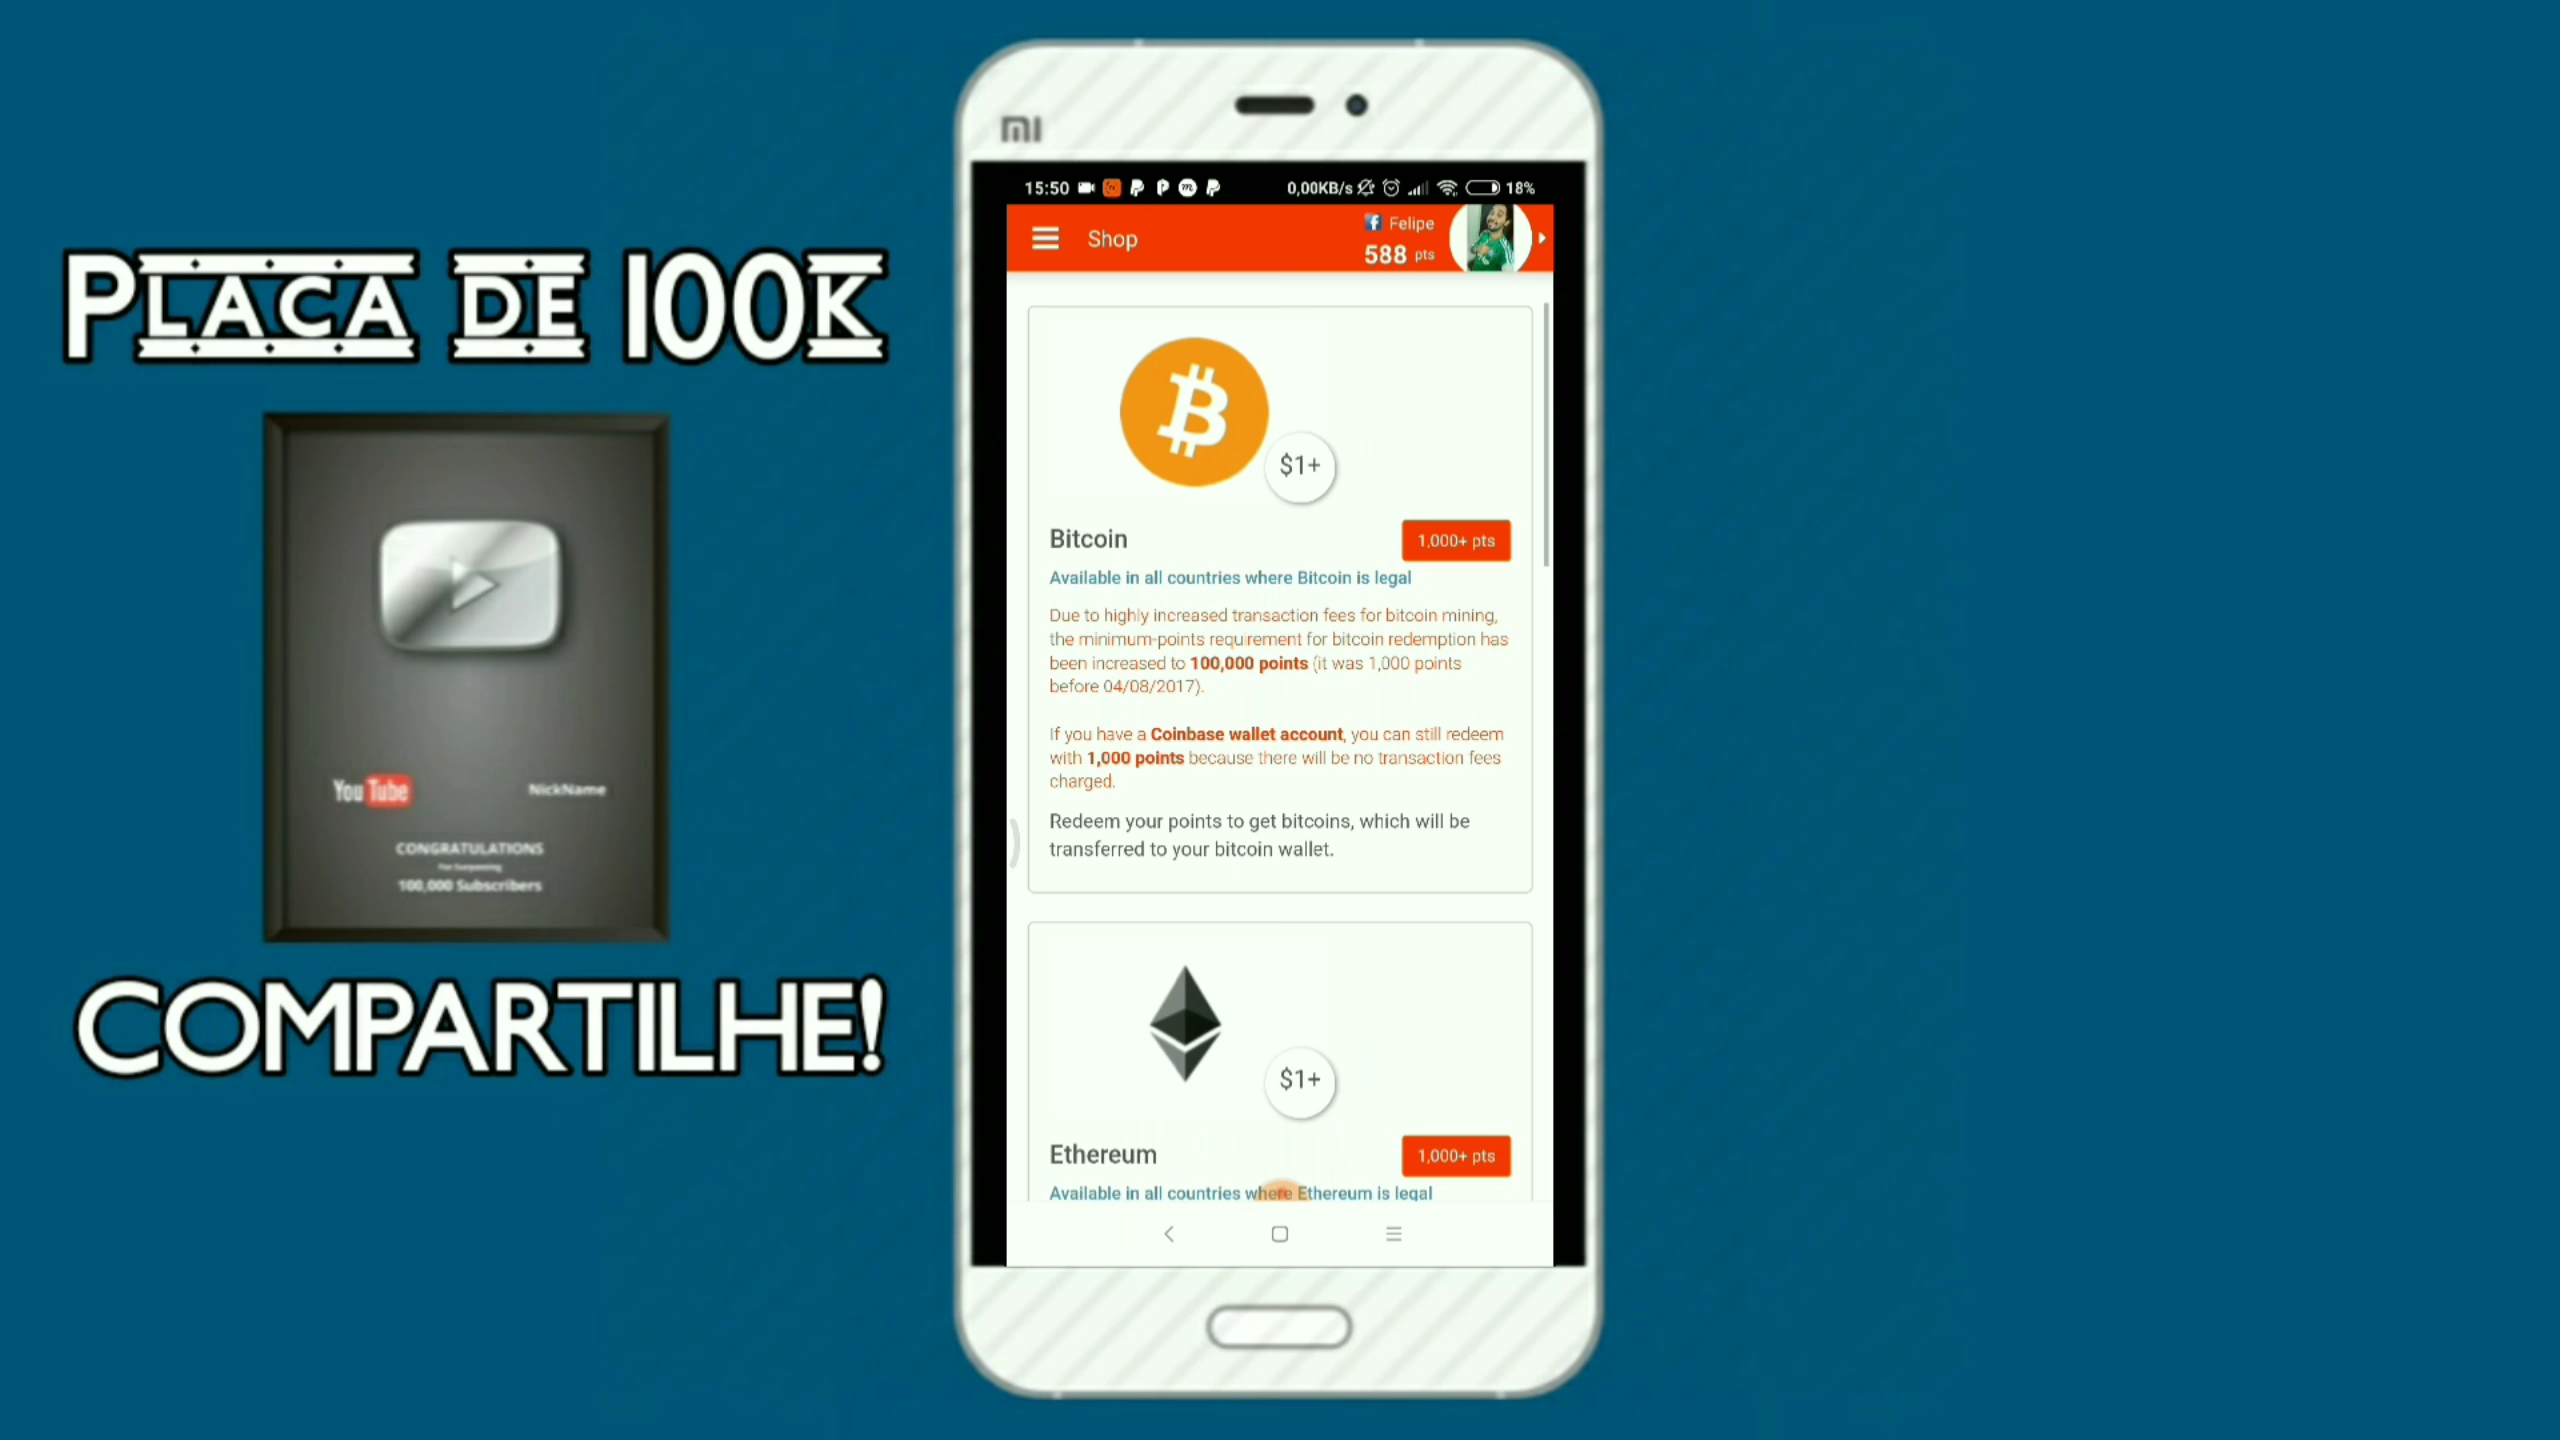 PLACA DE 100K
YouTube
NickName
CONGRATULATIONS
For Surpassing
100,000 Subscribers
COMPARTILHE!
mi
15:50
0,00KB/s
18%
Shop
Felipe
588 pts
$1+
Bitcoin
1,000+ pts
Available in all countries where Bitcoin is legal
Due to highly increased transaction fees for bitcoin mining,
the minimum-points requirement for bitcoin redemption has
been increased to 100,000 points (it was 1,000 points
before 04/08/2017).
If you have a Coinbase wallet account, you can still redeem
with 1,000 points because there will be no transaction fees
charged.
Redeem your points to get bitcoins, which will be
transferred to your bitcoin wallet.
$1+
Ethereum
1,000+ pts
Available in all countries where Ethereum is legal